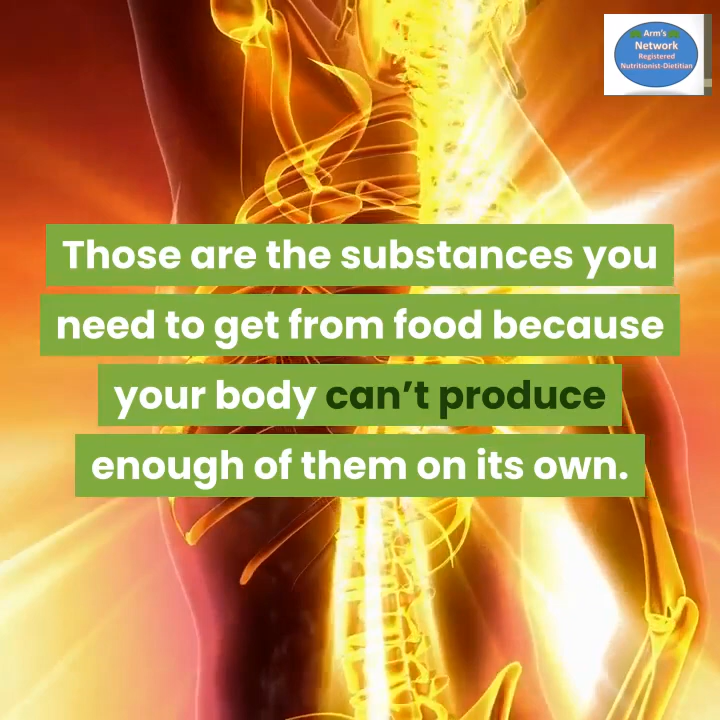 Arm's
Network
Registered
Nutritionist-Dietitian
Those are the substances you
need to get from food because
your body can’t produce
enough of them on its own.